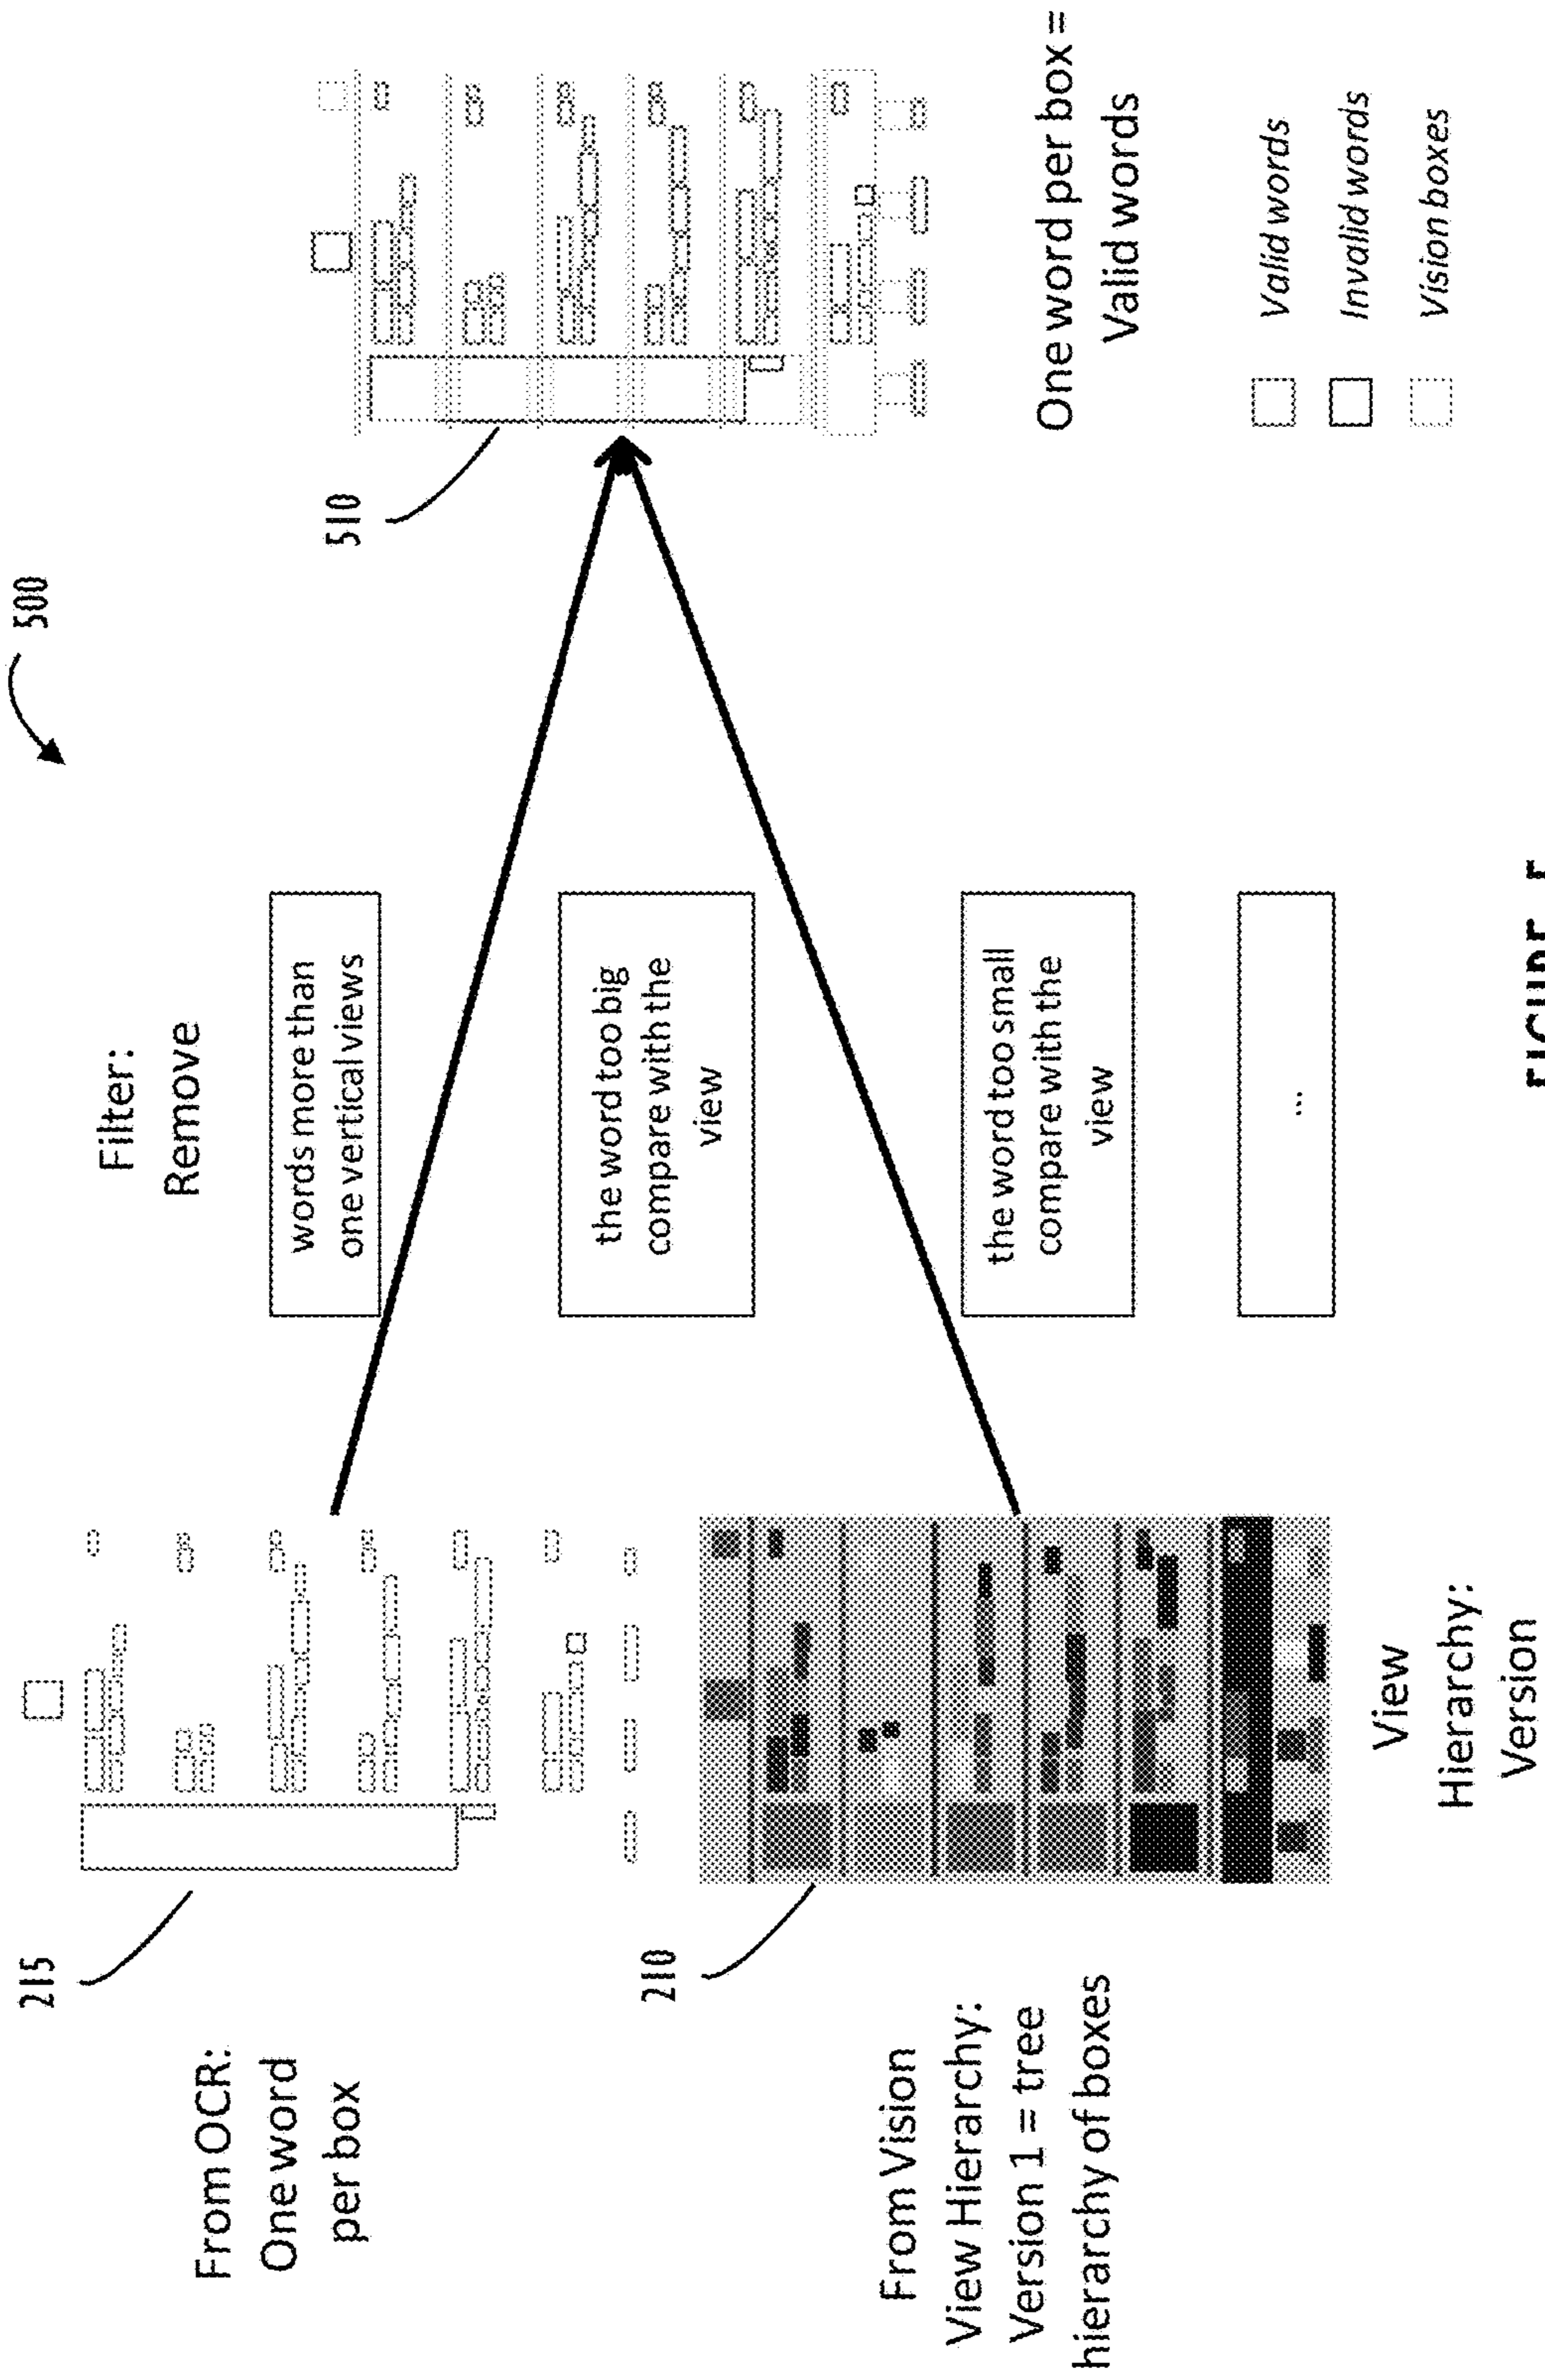 500
215
From OCR:
One word
per box
210
From Vision
View Hierarchy:
Version 1 = tree
hierarchy of boxes
View
Hierarchy:
Version
Filter:
Remove
words more than
one vertical views
the word too big
compare with the
view
the word too small
compare with the
view
...
510
One word per box =
Valid words
Valid words
Invalid words
Vision boxes